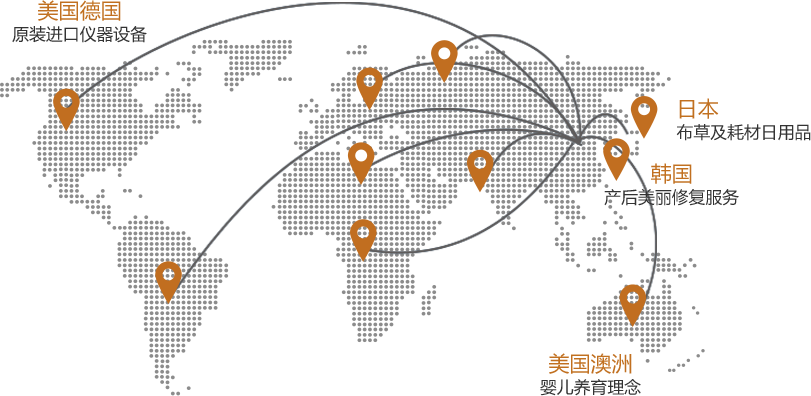 美国德国
原装进口仪器设备
日本
布草及耗材日用品
韩国
产后美丽修复服务
美国澳洲
婴儿养育理念